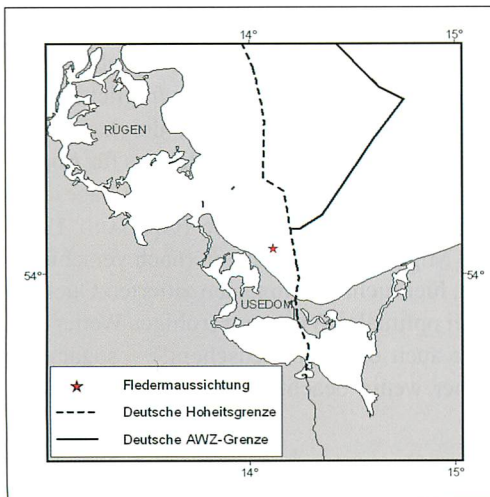 14°
15°
RÜGEN
54°
54°
USEDOM
Fledermaussichtung
Deutsche Hoheitsgrenze
Deutsche AWZ-Grenze
14°
15°